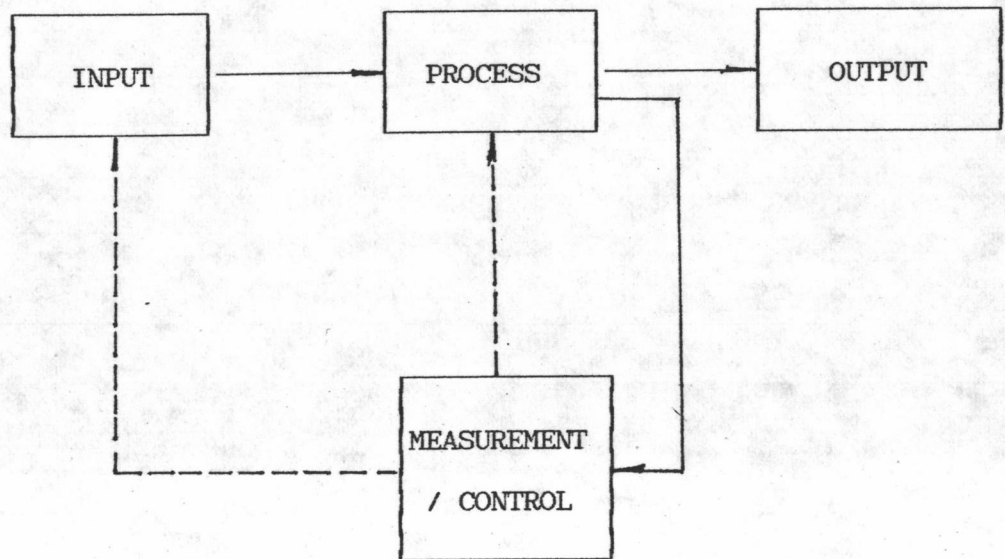 INPUT
PROCESS
OUTPUT
MEASUREMENT
/ CONTROL